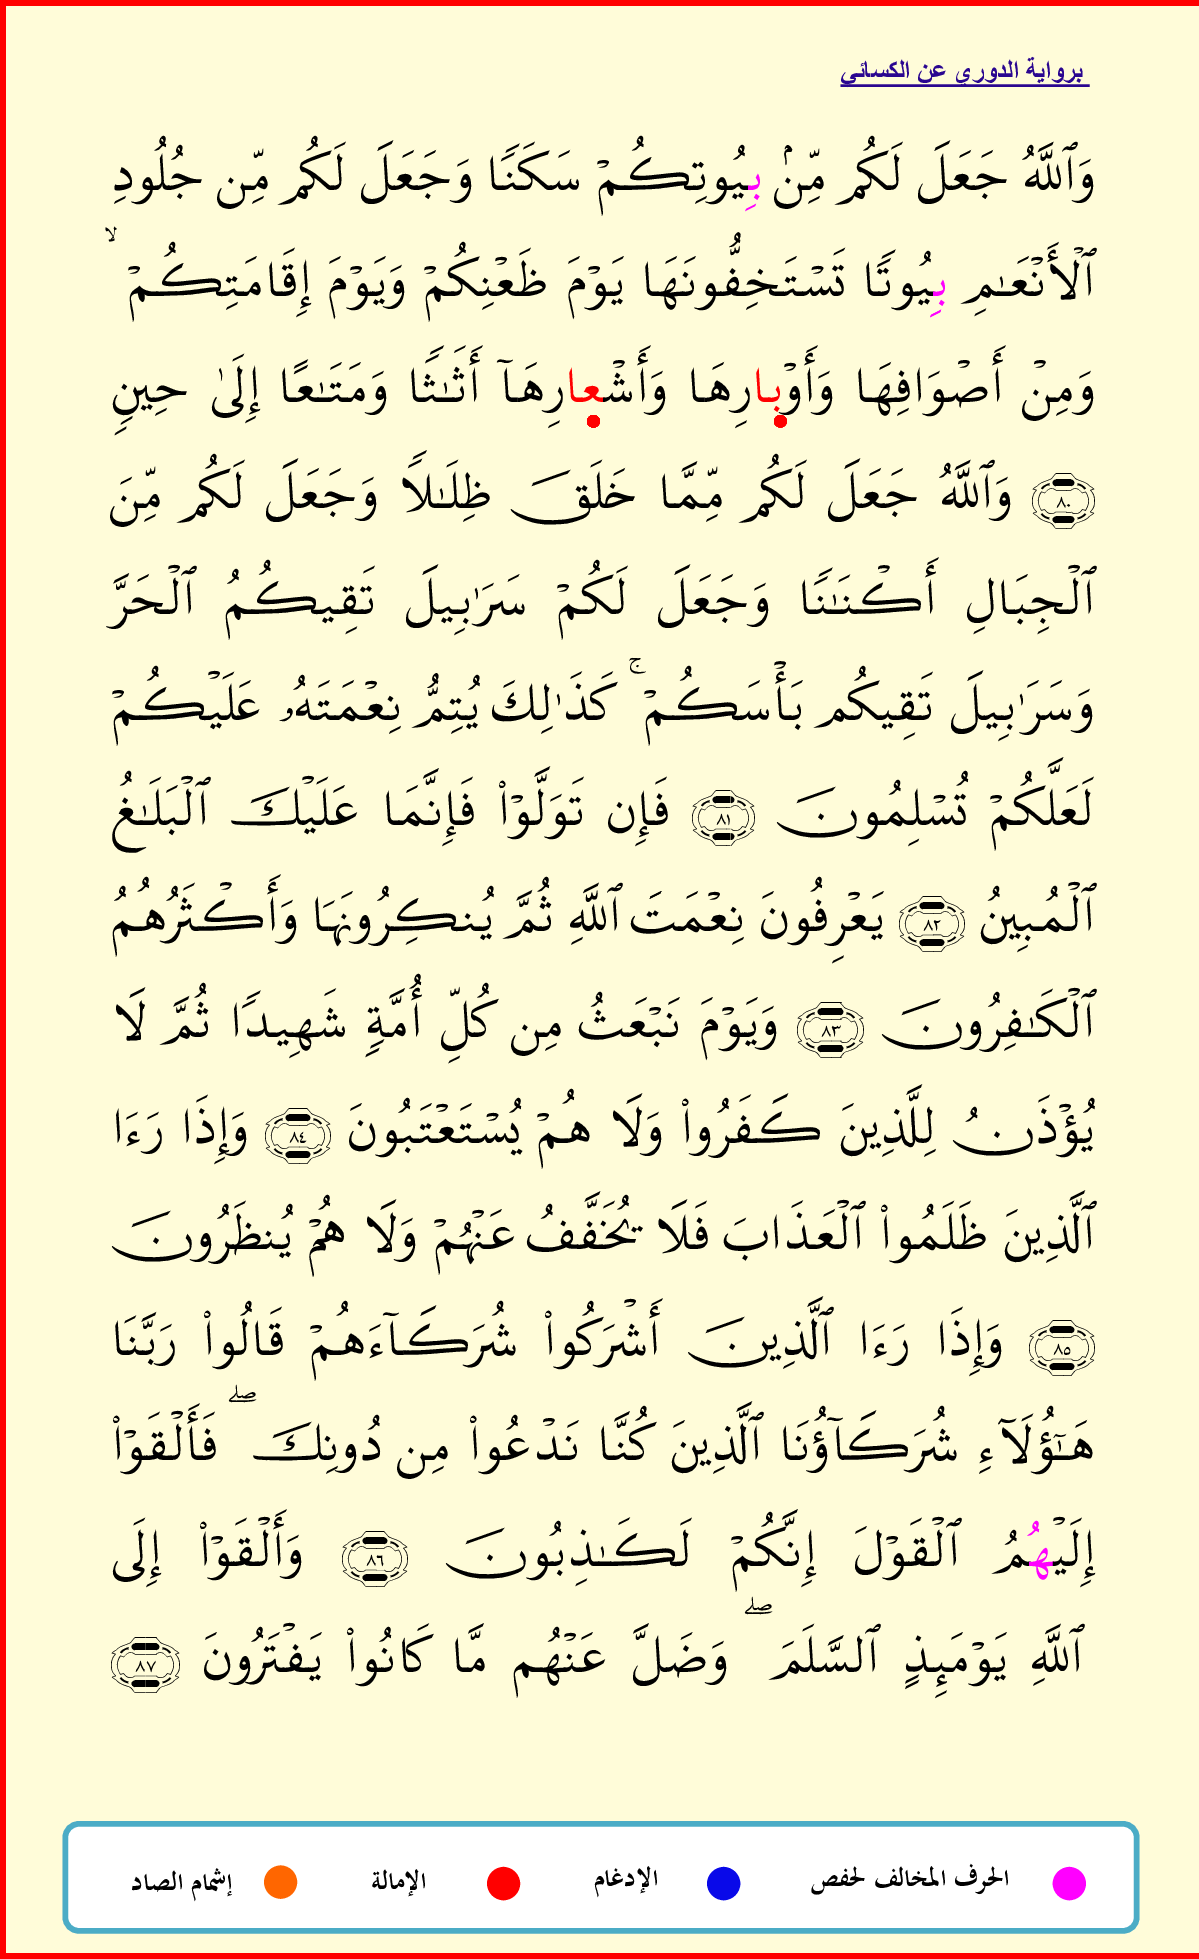 برواية الدوري عن الكسائي
وَٱللَّهُ جَعَلَ لَكُم مِّنۢ بِيُوتِكُمۡ سَكَنٗا وَجَعَلَ لَكُم مِّن جُلُودِ
ٱلۡأَنۡعَٰمِ بِيُوتٗا تَسۡتَخِفُّونَهَا يَوۡمَ ظَعۡنِكُمۡ وَيَوۡمَ إِقَامَتِكُمۡ ۙ
وَمِنۡ أَصۡوَافِهَا وَأَوۡبِارِهَا وَأَشۡعِارِهَآ أَثَٰثٗا وَمَتَٰعًا إِلَىٰ حِينٖ
٨٠ وَٱللَّهُ جَعَلَ لَكُم مِّمَّا خَلَقَ ظِلَٰلٗا وَجَعَلَ لَكُم مِّنَ
ٱلۡجِبَالِ أَكۡنَٰنٗا وَجَعَلَ لَكُمۡ سَرَٰبِيلَ تَقِيكُمُ ٱلۡحَرَّ
وَسَرَٰبِيلَ تَقِيكُم بَأۡسَكُمۡ ۚ كَذَٰلِكَ يُتِمُّ نِعۡمَتَهُۥ عَلَيۡكُمۡ
لَعَلَّكُمۡ تُسۡلِمُونَ ٨١ فَإِن تَوَلَّوۡاْ فَإِنَّمَا عَلَيۡكَ ٱلۡبَلَٰغُ
ٱلۡمُبِينُ ٨٢ يَعۡرِفُونَ نِعۡمَتَ ٱللَّهِ ثُمَّ يُنكِرُونَهَا وَأَكۡثَرُهُمُ
ٱلۡكَٰفِرُونَ ٨٣ وَيَوۡمَ نَبۡعَثُ مِن كُلِّ أُمَّةٖ شَهِيدٗا ثُمَّ لَا
يُؤۡذَنُ لِلَّذِينَ كَفَرُواْ وَلَا هُمۡ يُسۡتَعۡتَبُونَ ٨٤ وَإِذَا رَءَا
ٱلَّذِينَ ظَلَمُواْ ٱلۡعَذَابَ فَلَا يُخَفَّفُ عَنۡهُمۡ وَلَا هُمۡ يُنظَرُونَ
٨٥ وَإِذَا رَءَا ٱلَّذِينَ أَشۡرَكُواْ شُرَكَآءَهُمۡ قَالُواْ رَبَّنَا
هَٰٓؤُلَآءِ شُرَكَآؤُنَا ٱلَّذِينَ كُنَّا نَدۡعُواْ مِن دُونِكَ ۖ فَأَلۡقَوۡاْ
إِلَيۡهُمُ ٱلۡقَوۡلَ إِنَّكُمۡ لَكَٰذِبُونَ ٨٦ وَأَلۡقَوۡاْ إِلَى
ٱللَّهِ يَوۡمَئِذٍ ٱلسَّلَمَ ۖ وَضَلَّ عَنۡهُم مَّا كَانُواْ يَفۡتَرُونَ ٨٧
الحرف المخالف لحفص الإدغام الإمالة إشمام الصاد